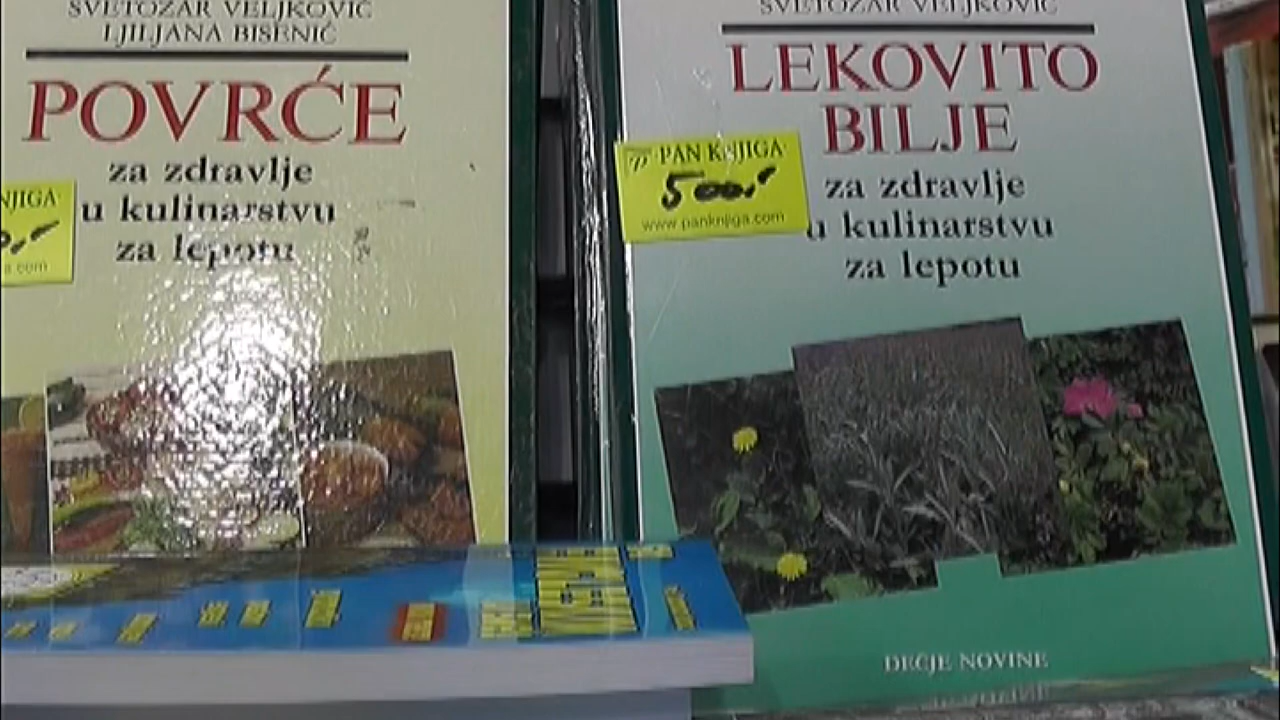 SVETOZAR VELJKOVIĆ
LJILJANA BISENIĆ
POVRĆE
za zdravlje
u kulinarstvu
za lepotu
NJIGA
a.com
SVETOZAR VELJKOVIĆ
LEKOVITO
BILJE
za zdravlje
u kulinarstvu
za lepotu
PAN KNJIGA
500,-
www.panknjiga.com
DEČJE NOVINE